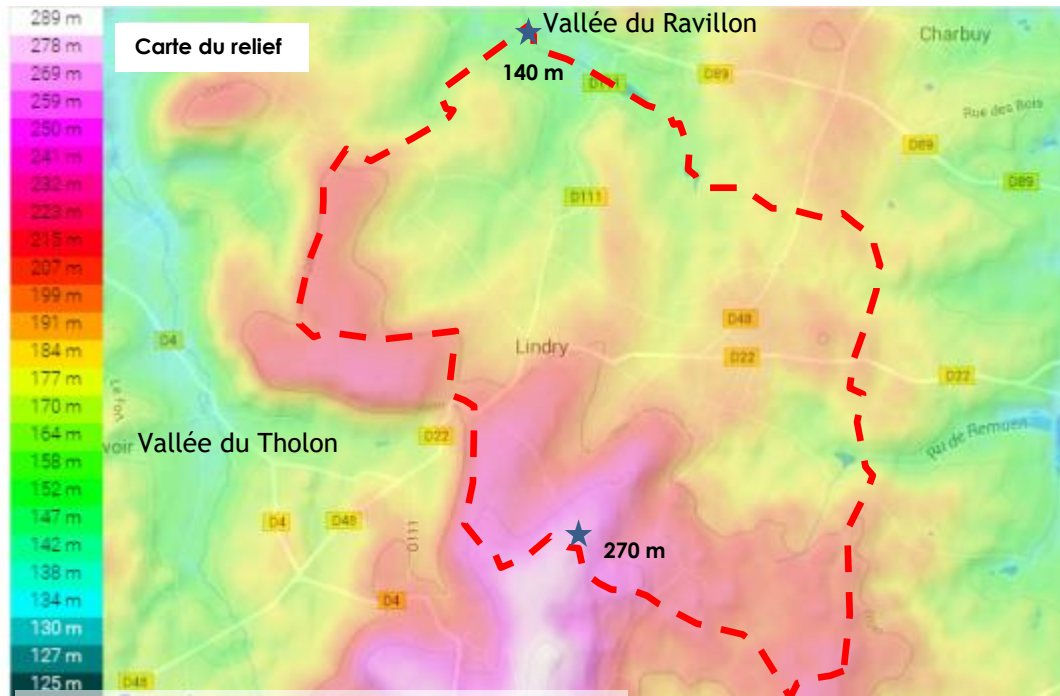 289 m
278 m
269 m
259 m
250 m
241 m
232 m
223 m
215 m
207 m
199 m
191 m
184 m
177 m
170 m
164 m
158 m
152 m
147 m
142 m
138 m
134 m
130 m
127 m
125 m
Carte du relief
Vallée du Ravillon
140 m
Charbuy
D89
Rue des Bois
D89
D89
D111
D111
D4
Lindry
D48
D22
D22
D22
Vallée du Tholon
D4
D48
D111
270 m
D4
D48